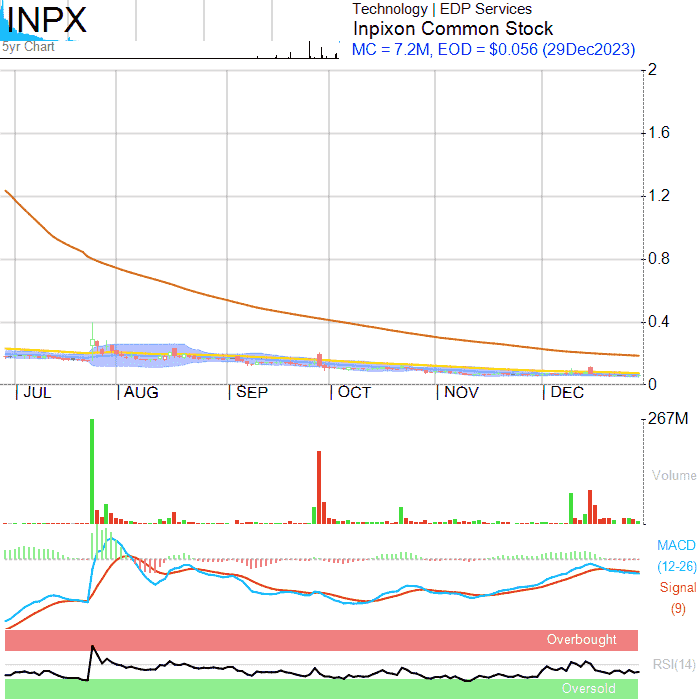 INPX
5yr Chart
Technology | EDP Services
Inpixon Common Stock
MC = 7.2M, EOD = $0.056 (29Dec2023)
2
1.6
1.2
0.8
0.4
0
JUL
AUG
SEP
OCT
NOV
DEC
267M
Volume
MACD
(12-26)
Signal
(9)
Overbought
RSI(14)
Oversold